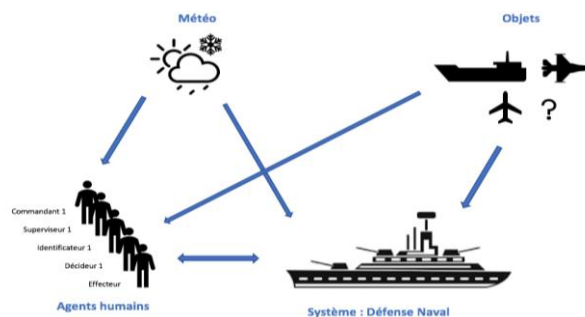 Météo
Objets
?
Commandant 1
Superviseur 1
Identificateur 1
Décideur 1
Effecteur
Agents humains
Système : Défense Naval